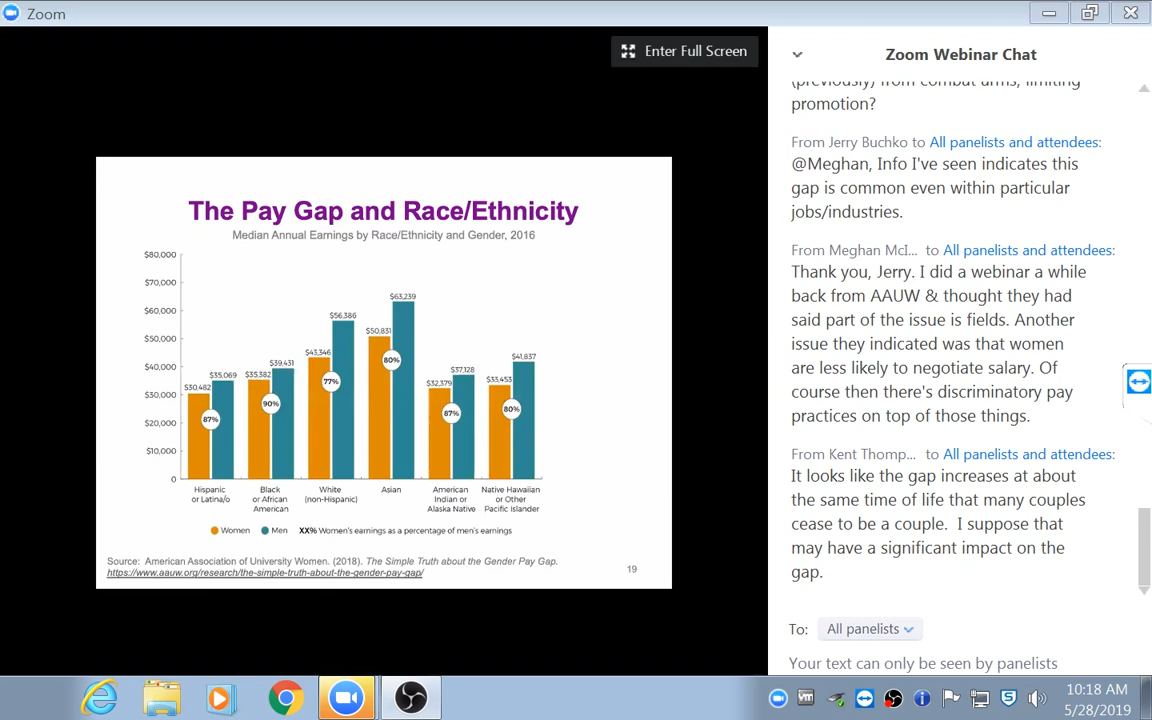 Zoom
Enter Full Screen
The Pay Gap and Race/Ethnicity
Median Annual Earnings by Race/Ethnicity and Gender, 2016
$80,000
$70,000
$60,000
$50,000
$40,000
$30,000
$20,000
$10,000
0
$30,482
$35,069
87%
$35,382
$39,431
90%
$43,346
$56,386
77%
$50,831
$63,239
80%
$32,379
$37,128
87%
$33,453
$41,837
80%
Hispanic
or Latina/o
Black
or African
American
White
(non-Hispanic)
Asian
American
Indian or
Alaska Native
Native Hawaiian
or Other
Pacific Islander
Women
Men
XX% Women's earnings as a percentage of men's earnings
Source: American Association of University Women. (2018). The Simple Truth about the Gender Pay Gap.
https://www.aauw.org/research/the-simple-truth-about-the-gender-pay-gap/
19
Zoom Webinar Chat
(previously) from combat arms, limiting
promotion?
From Jerry Buchko to All panelists and attendees:
@Meghan, Info I've seen indicates this
gap is common even within particular
jobs/industries.
From Meghan McI... to All panelists and attendees:
Thank you, Jerry. I did a webinar a while
back from AAUW & thought they had
said part of the issue is fields. Another
issue they indicated was that women
are less likely to negotiate salary. Of
course then there's discriminatory pay
practices on top of those things.
From Kent Thomp... to All panelists and attendees:
It looks like the gap increases at about
the same time of life that many couples
cease to be a couple. I suppose that
may have a significant impact on the
gap.
To: All panelists
Your text can only be seen by panelists
10:18 AM
5/28/2019